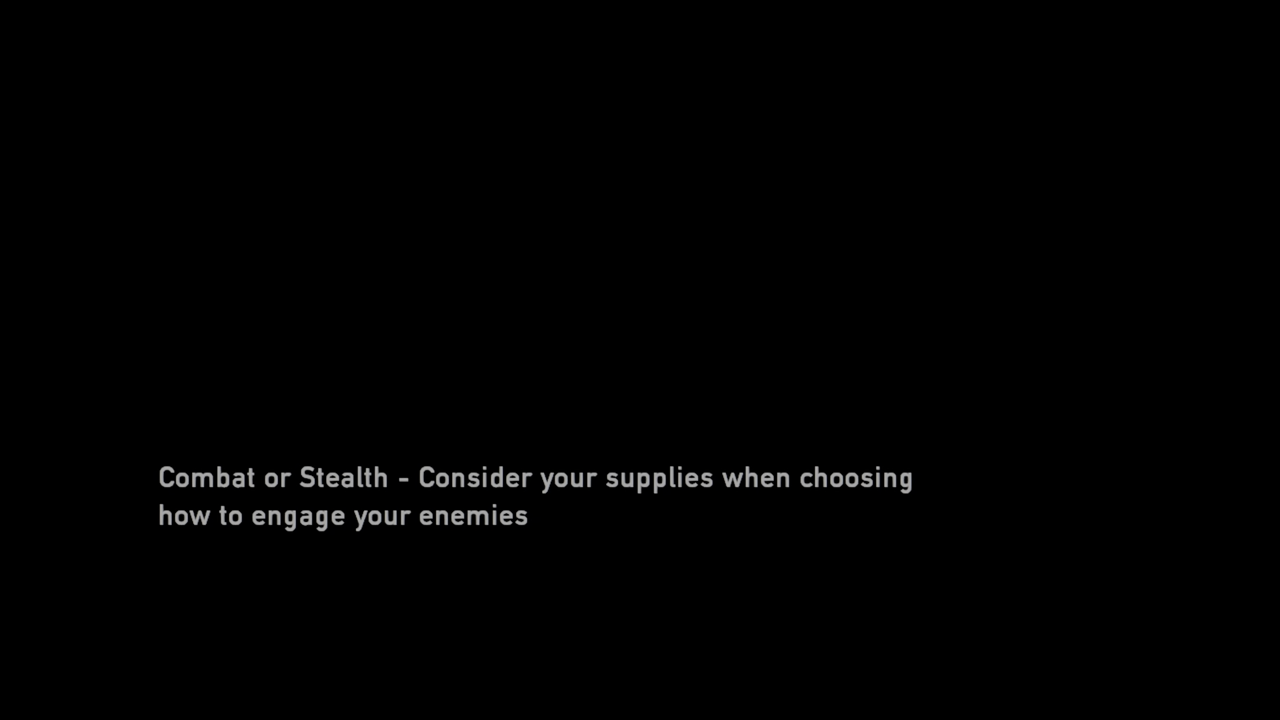 Combat or Stealth - Consider your supplies when choosing
how to engage your enemies